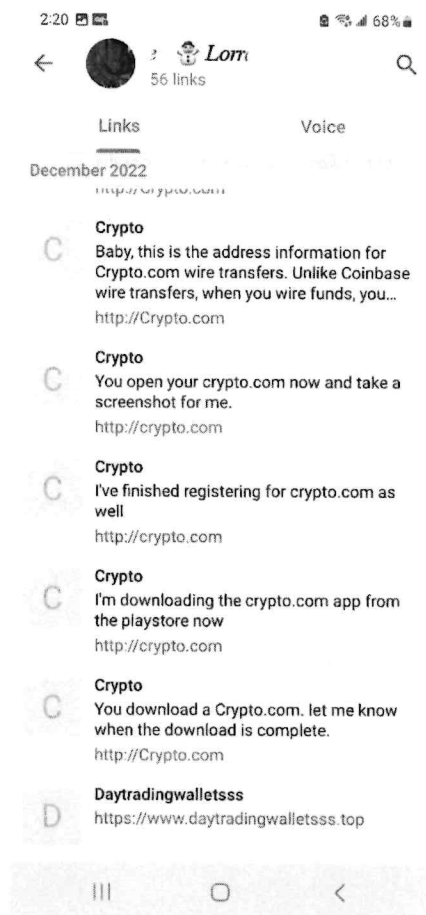 2:20 68%
Lorr
56 links
Links Voice
December 2022
http://Crypto.com
C
Crypto
Baby, this is the address information for
Crypto.com wire transfers. Unlike Coinbase
wire transfers, when you wire funds, you...
http://Crypto.com
C
Crypto
You open your crypto.com now and take a
screenshot for me.
http://crypto.com
C
Crypto
I've finished registering for crypto.com as
well
http://crypto.com
C
Crypto
I'm downloading the crypto.com app from
the playstore now
http://crypto.com
C
Crypto
You download a Crypto.com. let me know
when the download is complete.
http://Crypto.com
D
Daytradingwalletsss
https://www.daytradingwalletsss.top